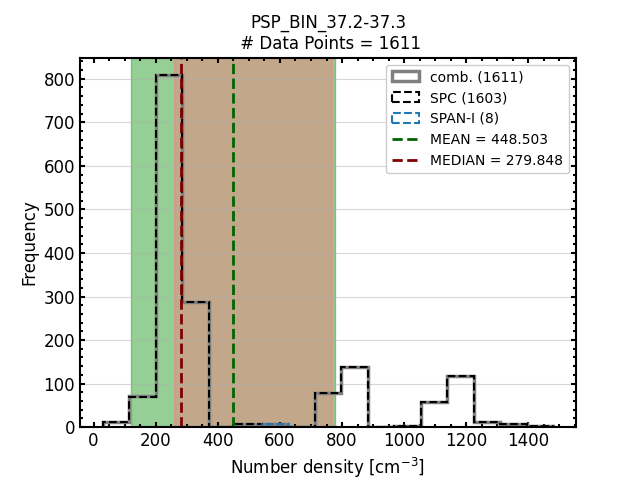 PSP_BIN_37.2-37.3
# Data Points = 1611
comb. (1611)
SPC (1603)
SPAN-I (8)
MEAN = 448.503
MEDIAN = 279.848
Frequency
800
700
600
500
400
300
200
100
0
0 200 400 600 800 1000 1200 1400
Number density [cm⁻³]